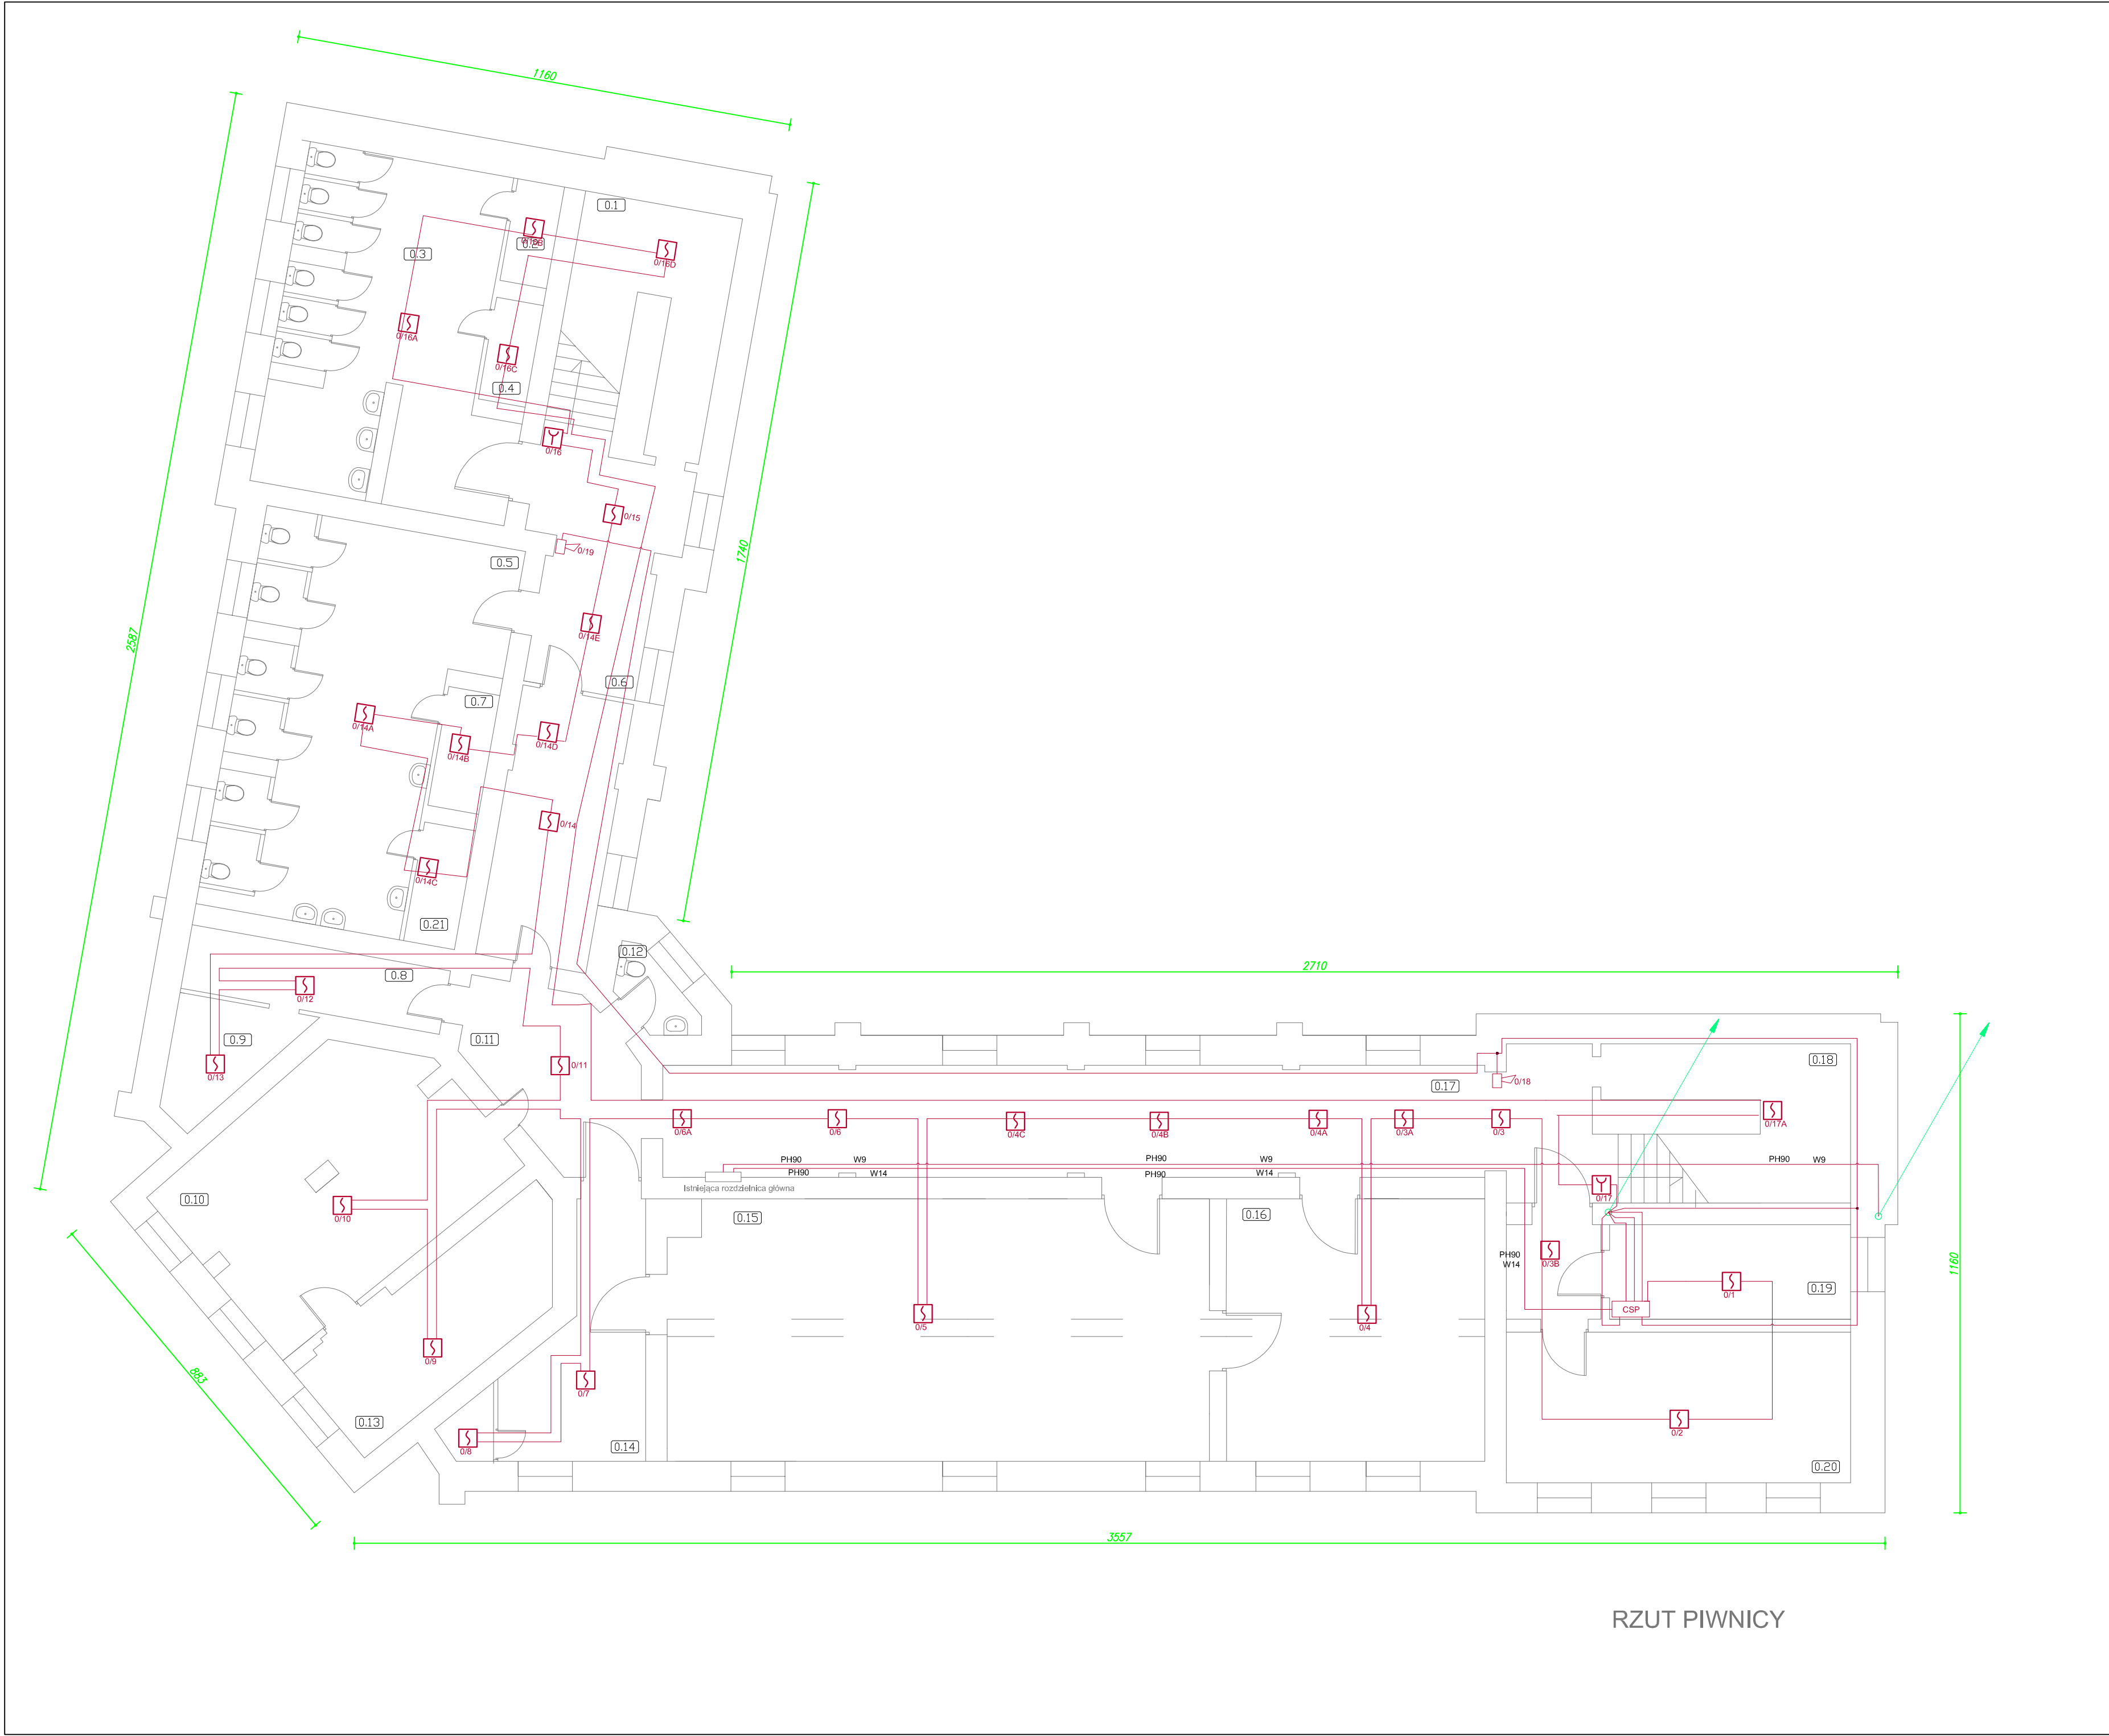 1160
0.1
0.2
0/16B
0.3
0/16D
0/16A
0/16C
0.4
0/16
0/15
0/19
0.5
1740
2587
0/14E
0.6
0.7
0/14A
0/14B
0/14D
0/14
0/14C
0.21
0.12
0.8
2710
0/12
0.9
0.11
0/11
0/13
0.17
0/18
0.18
0/6A
0/6
0/4C
0/4B
0/4A
0/3A
0/3
0/17A
PH90 W9
PH90 W9
PH90 W9
PH90 W14
PH90 W14
Istniejąca rozdzielnica główna
0/17
0.10
0/10
0.15
0.16
PH90
W14
0/3B
1160
0.19
0/1
CSP
0/5
0/4
0/9
883
0/7
0.13
0/8
0.14
0/2
0.20
3557
RZUT PIWNICY